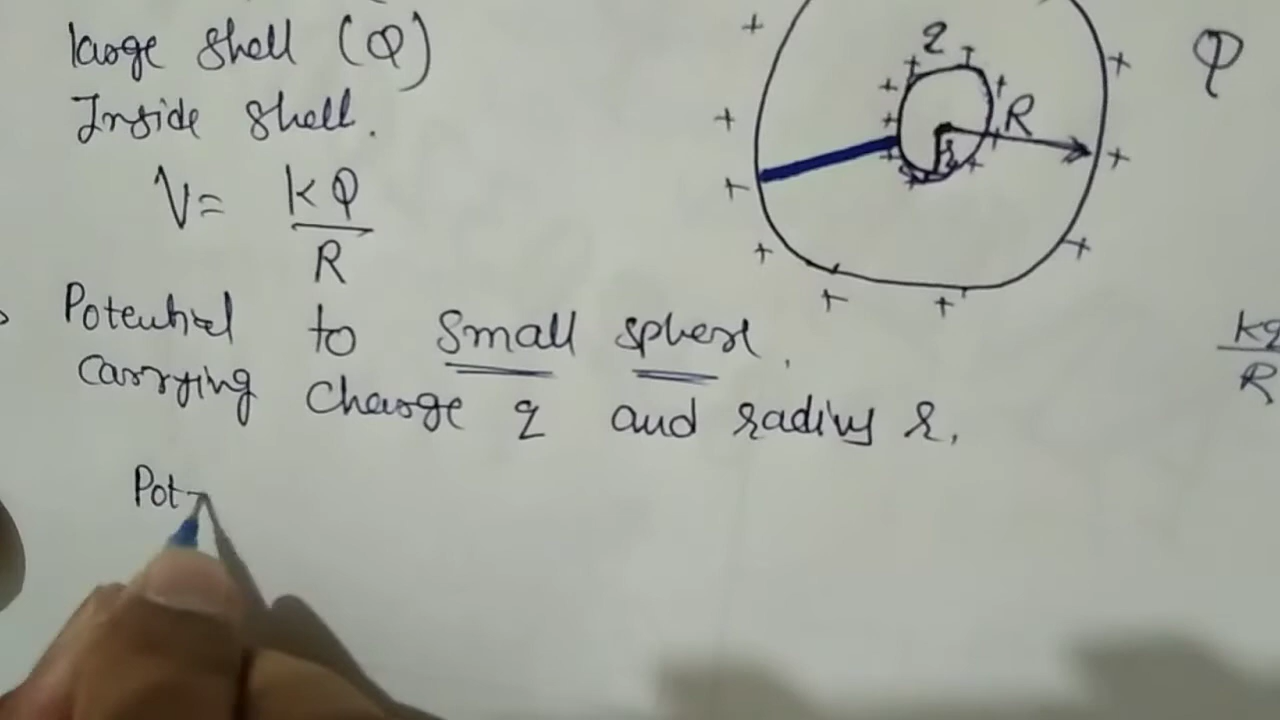 large shell (Q)
Inside shell.
V= kQ
R
Potential to small sphere.
carrying charge q and radius r.
Pot
q
Q
R
r
kq
R